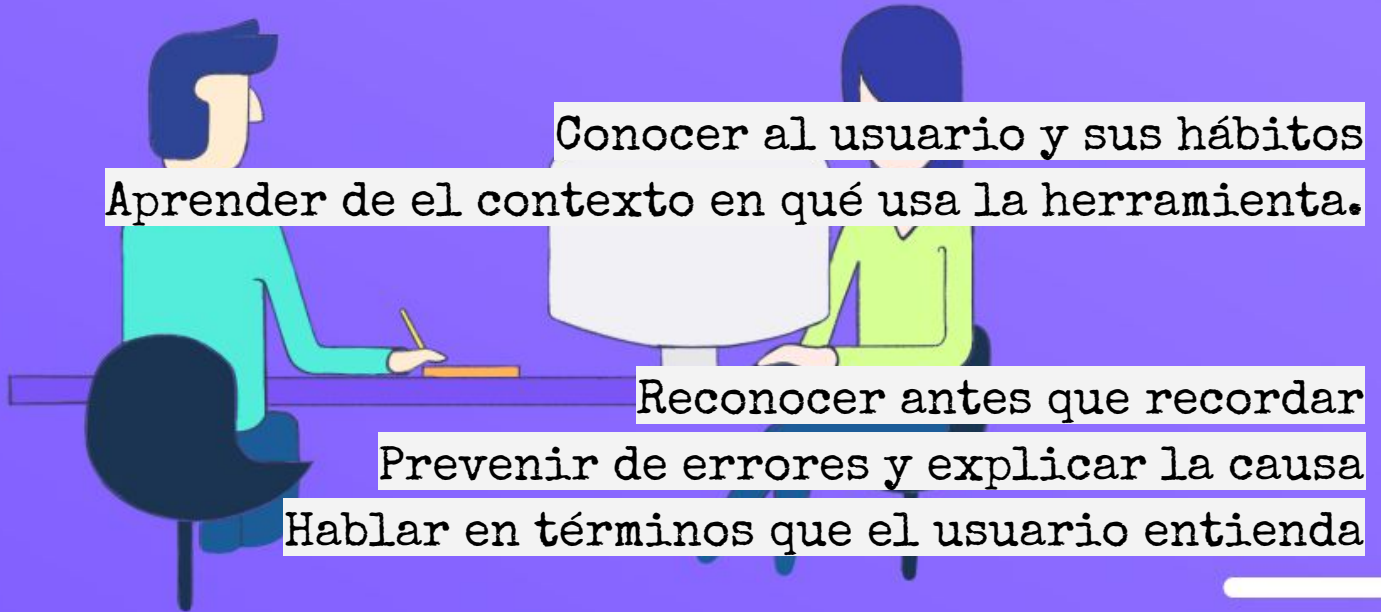 Conocer al usuario y sus hábitos
Aprender de el contexto en qué usa la herramienta.
Reconocer antes que recordar
Prevenir de errores y explicar la causa
Hablar en términos que el usuario entienda